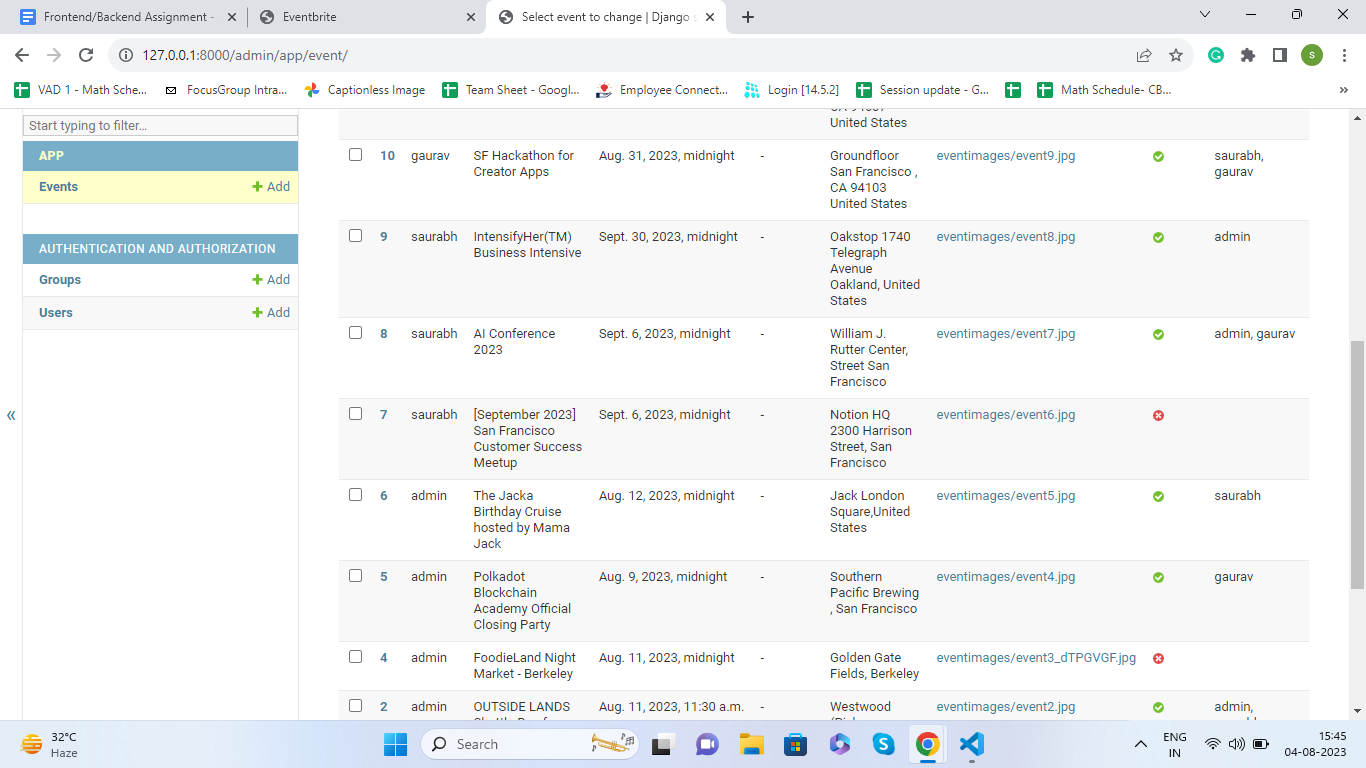 Frontend/Backend Assignment -
Eventbrite
Select event to change | Django s
127.0.0.1:8000/admin/app/event/
S
VAD 1 - Math Sche...
FocusGroup Intra...
Captionless Image
Team Sheet - Googl...
Employee Connect...
Login [14.5.2]
Session update - G...
Math Schedule- CB...
»
Start typing to filter...
APP
Events
+ Add
AUTHENTICATION AND AUTHORIZATION
Groups
+ Add
Users
+ Add
«
United States
10 gaurav SF Hackathon for Aug. 31, 2023, midnight - Groundfloor eventimages/event9.jpg saurabh,
Creator Apps San Francisco , gaurav
CA 94103
United States
9 saurabh IntensifyHer(TM) Sept. 30, 2023, midnight - Oakstop 1740 eventimages/event8.jpg admin
Business Intensive Telegraph
Avenue
Oakland, United
States
8 saurabh AI Conference Sept. 6, 2023, midnight - William J. eventimages/event7.jpg admin, gaurav
2023 Rutter Center,
Street San
Francisco
7 saurabh [September 2023] Sept. 6, 2023, midnight - Notion HQ eventimages/event6.jpg
San Francisco 2300 Harrison
Customer Success Street, San
Meetup Francisco
6 admin The Jacka Aug. 12, 2023, midnight - Jack London eventimages/event5.jpg saurabh
Birthday Cruise Square,United
hosted by Mama States
Jack
5 admin Polkadot Aug. 9, 2023, midnight - Southern eventimages/event4.jpg gaurav
Blockchain Pacific Brewing
Academy Official , San Francisco
Closing Party
4 admin FoodieLand Night Aug. 11, 2023, midnight - Golden Gate eventimages/event3_dTPGVGF.jpg
Market - Berkeley Fields, Berkeley
2 admin OUTSIDE LANDS Aug. 11, 2023, 11:30 a.m. - Westwood eventimages/event2.jpg admin,
32°C
Haze
Search
ENG
IN
15:45
04-08-2023